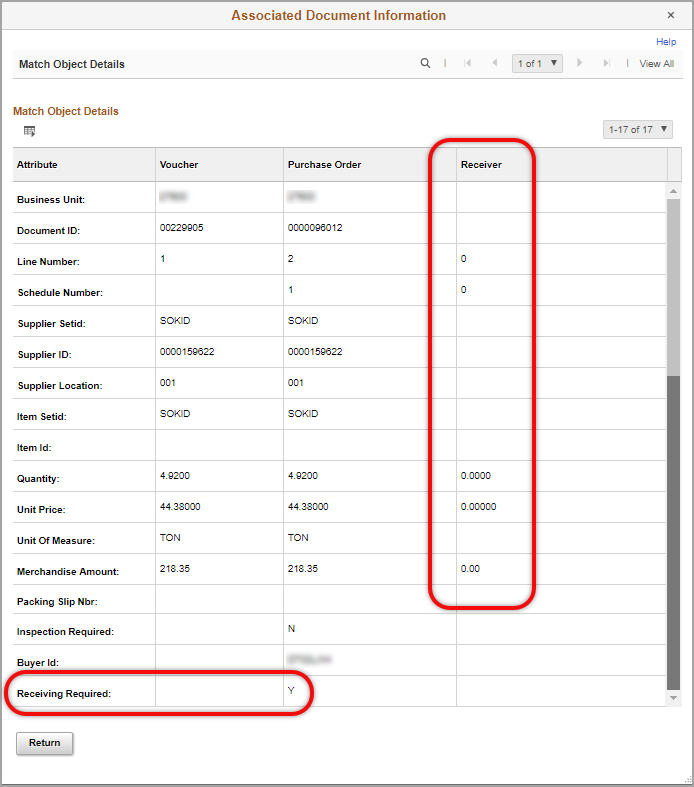 Associated Document Information ×
Help
Match Object Details 1 of 1 View All
Match Object Details
1-17 of 17
Attribute Voucher Purchase Order Receiver
Business Unit:
Document ID: 00229905 0000096012
Line Number: 1 2 0
Schedule Number: 1 0
Supplier Setid: SOKID SOKID
Supplier ID: 0000159622 0000159622
Supplier Location: 001 001
Item Setid: SOKID SOKID
Item Id:
Quantity: 4.9200 4.9200 0.0000
Unit Price: 44.38000 44.38000 0.00000
Unit Of Measure: TON TON
Merchandise Amount: 218.35 218.35 0.00
Packing Slip Nbr:
Inspection Required: N
Buyer Id:
Receiving Required: Y
Return